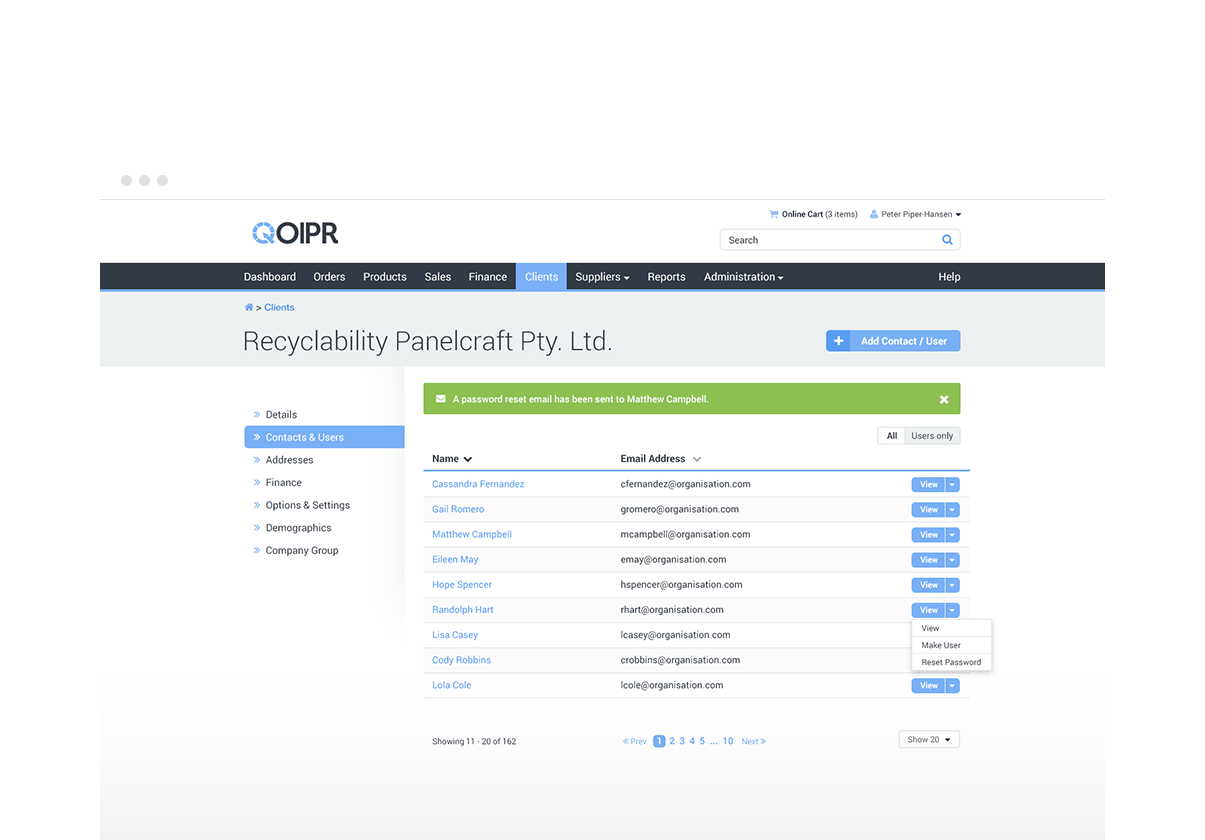 Online Cart (3 items) Peter Piper-Hansen
QOIPR
Search
Dashboard Orders Products Sales Finance Clients Suppliers Reports Administration Help
> Clients
Recyclability Panelcraft Pty. Ltd.
+ Add Contact / User
A password reset email has been sent to Matthew Campbell.
» Details
» Contacts & Users
» Addresses
» Finance
» Options & Settings
» Demographics
» Company Group
All Users only
Name Email Address
Cassandra Fernandez cfernandez@organisation.com View
Gail Romero gromero@organisation.com View
Matthew Campbell mcampbell@organisation.com View
Eileen May emay@organisation.com View
Hope Spencer hspencer@organisation.com View
Randolph Hart rhart@organisation.com View
Lisa Casey lcasey@organisation.com
Cody Robbins crobbins@organisation.com
Lola Cole lcole@organisation.com View
View
Make User
Reset Password
Showing 11 - 20 of 162 « Prev 1 2 3 4 5 ... 10 Next » Show 20